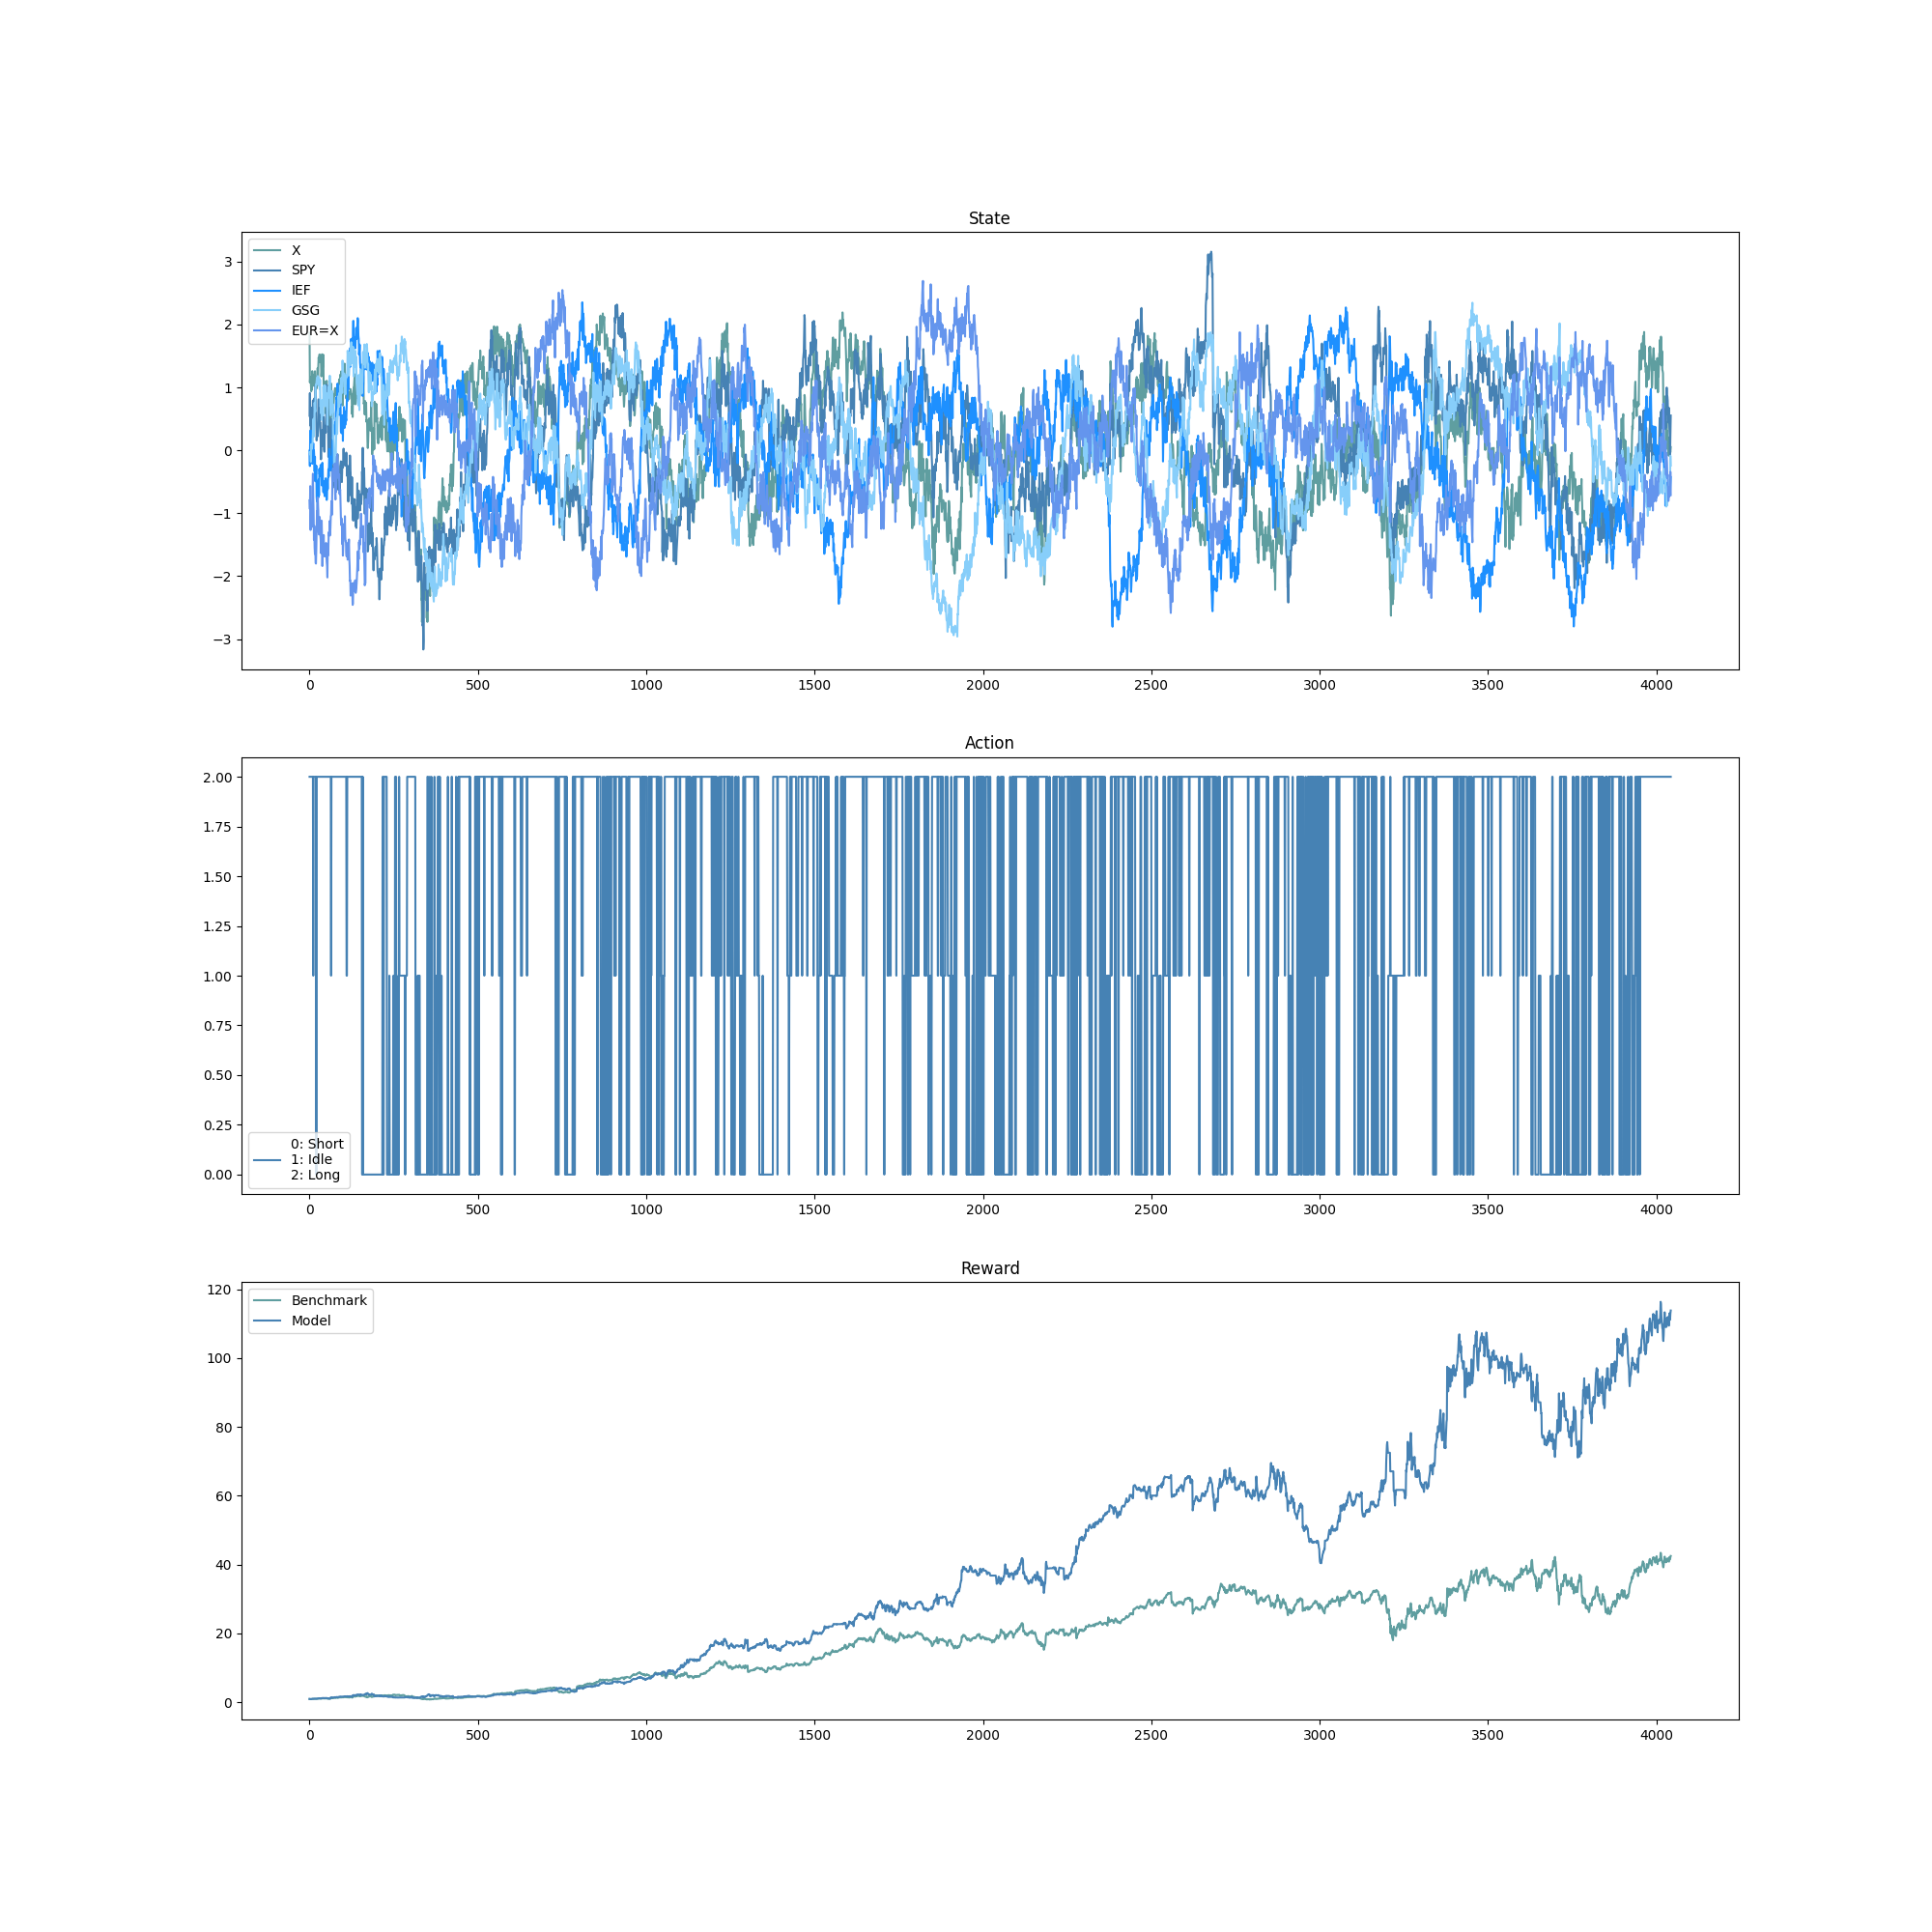 State
3
2
1
0
−1
−2
−3
X
SPY
IEF
GSG
EUR=X
0 500 1000 1500 2000 2500 3000 3500 4000
Action
2.00
1.75
1.50
1.25
1.00
0.75
0.50
0.25
0.00
0: Short
1: Idle
2: Long
0 500 1000 1500 2000 2500 3000 3500 4000
Reward
120
100
80
60
40
20
0
Benchmark
Model
0 500 1000 1500 2000 2500 3000 3500 4000